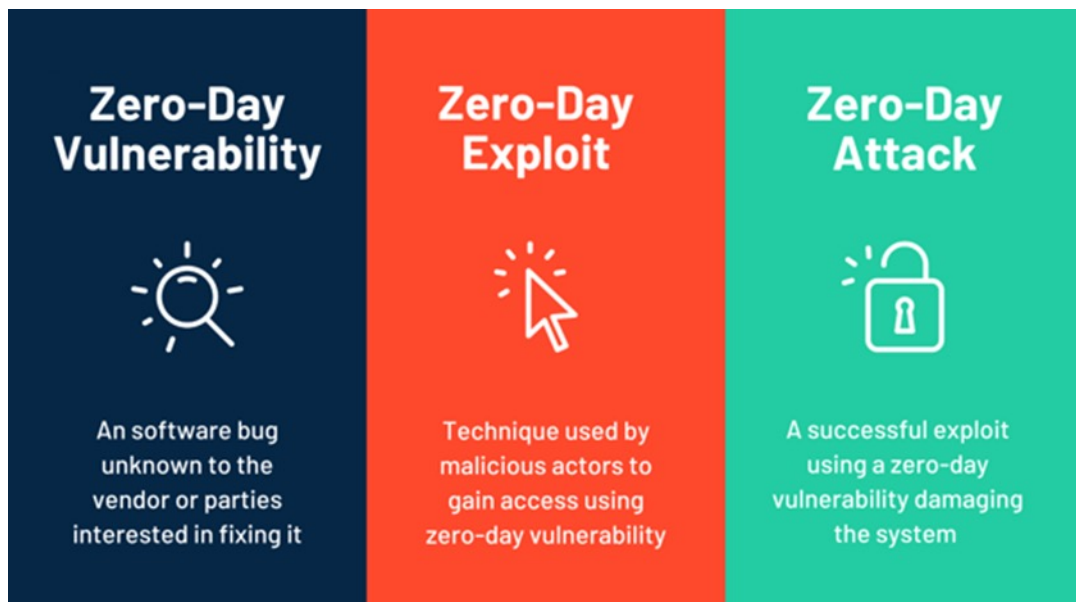 Zero-Day
Vulnerability
An software bug
unknown to the
vendor or parties
interested in fixing it
Zero-Day
Exploit
Technique used by
malicious actors to
gain access using
zero-day vulnerability
Zero-Day
Attack
A successful exploit
using a zero-day
vulnerability damaging
the system